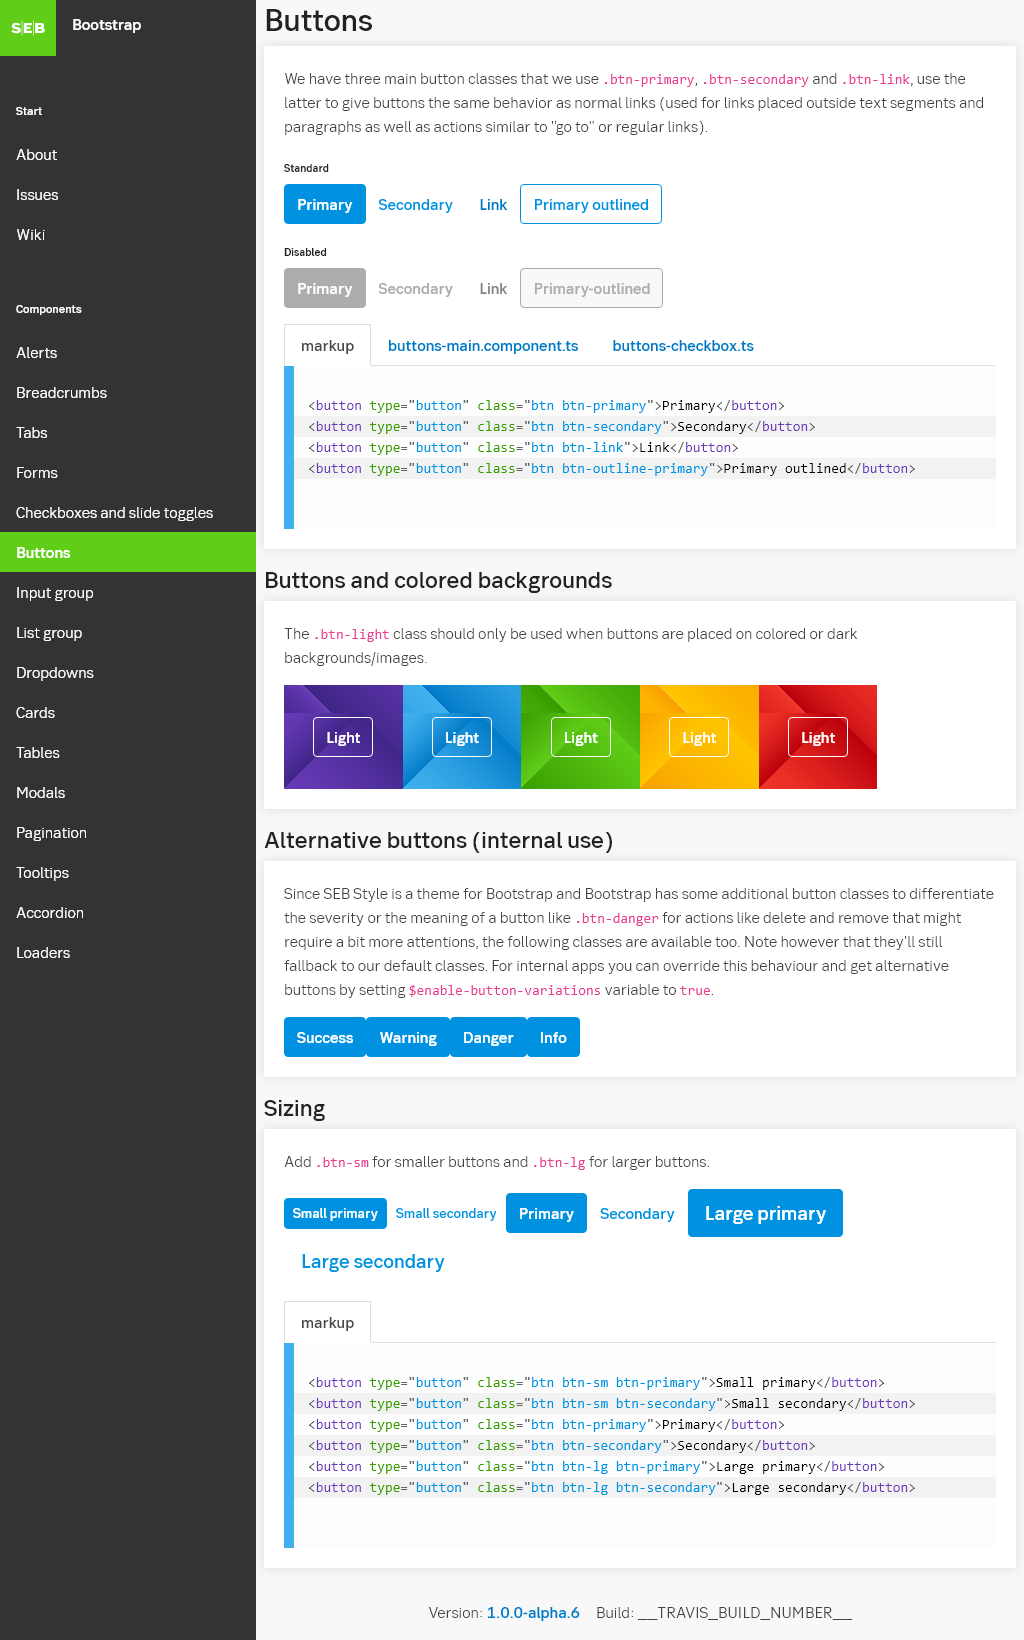 SEB
Bootstrap
Start
About
Issues
Wiki
Components
Alerts
Breadcrumbs
Tabs
Forms
Checkboxes and slide toggles
Buttons
Input group
List group
Dropdowns
Cards
Tables
Modals
Pagination
Tooltips
Accordion
Loaders
Buttons
We have three main button classes that we use .btn-primary, .btn-secondary and .btn-link, use the
latter to give buttons the same behavior as normal links (used for links placed outside text segments and
paragraphs as well as actions similar to "go to" or regular links).
Standard
Primary Secondary Link Primary outlined
Disabled
Primary Secondary Link Primary-outlined
markup buttons-main.component.ts buttons-checkbox.ts
<button type="button" class="btn btn-primary">Primary</button>
<button type="button" class="btn btn-secondary">Secondary</button>
<button type="button" class="btn btn-link">Link</button>
<button type="button" class="btn btn-outline-primary">Primary outlined</button>
Buttons and colored backgrounds
The .btn-light class should only be used when buttons are placed on colored or dark
backgrounds/images.
Light Light Light Light Light
Alternative buttons (internal use)
Since SEB Style is a theme for Bootstrap and Bootstrap has some additional button classes to differentiate
the severity or the meaning of a button like .btn-danger for actions like delete and remove that might
require a bit more attentions, the following classes are available too. Note however that they'll still
fallback to our default classes. For internal apps you can override this behaviour and get alternative
buttons by setting $enable-button-variations variable to true.
Success Warning Danger Info
Sizing
Add .btn-sm for smaller buttons and .btn-lg for larger buttons.
Small primary Small secondary Primary Secondary Large primary
Large secondary
markup
<button type="button" class="btn btn-sm btn-primary">Small primary</button>
<button type="button" class="btn btn-sm btn-secondary">Small secondary</button>
<button type="button" class="btn btn-primary">Primary</button>
<button type="button" class="btn btn-secondary">Secondary</button>
<button type="button" class="btn btn-lg btn-primary">Large primary</button>
<button type="button" class="btn btn-lg btn-secondary">Large secondary</button>
Version: 1.0.0-alpha.6 Build: __TRAVIS_BUILD_NUMBER__